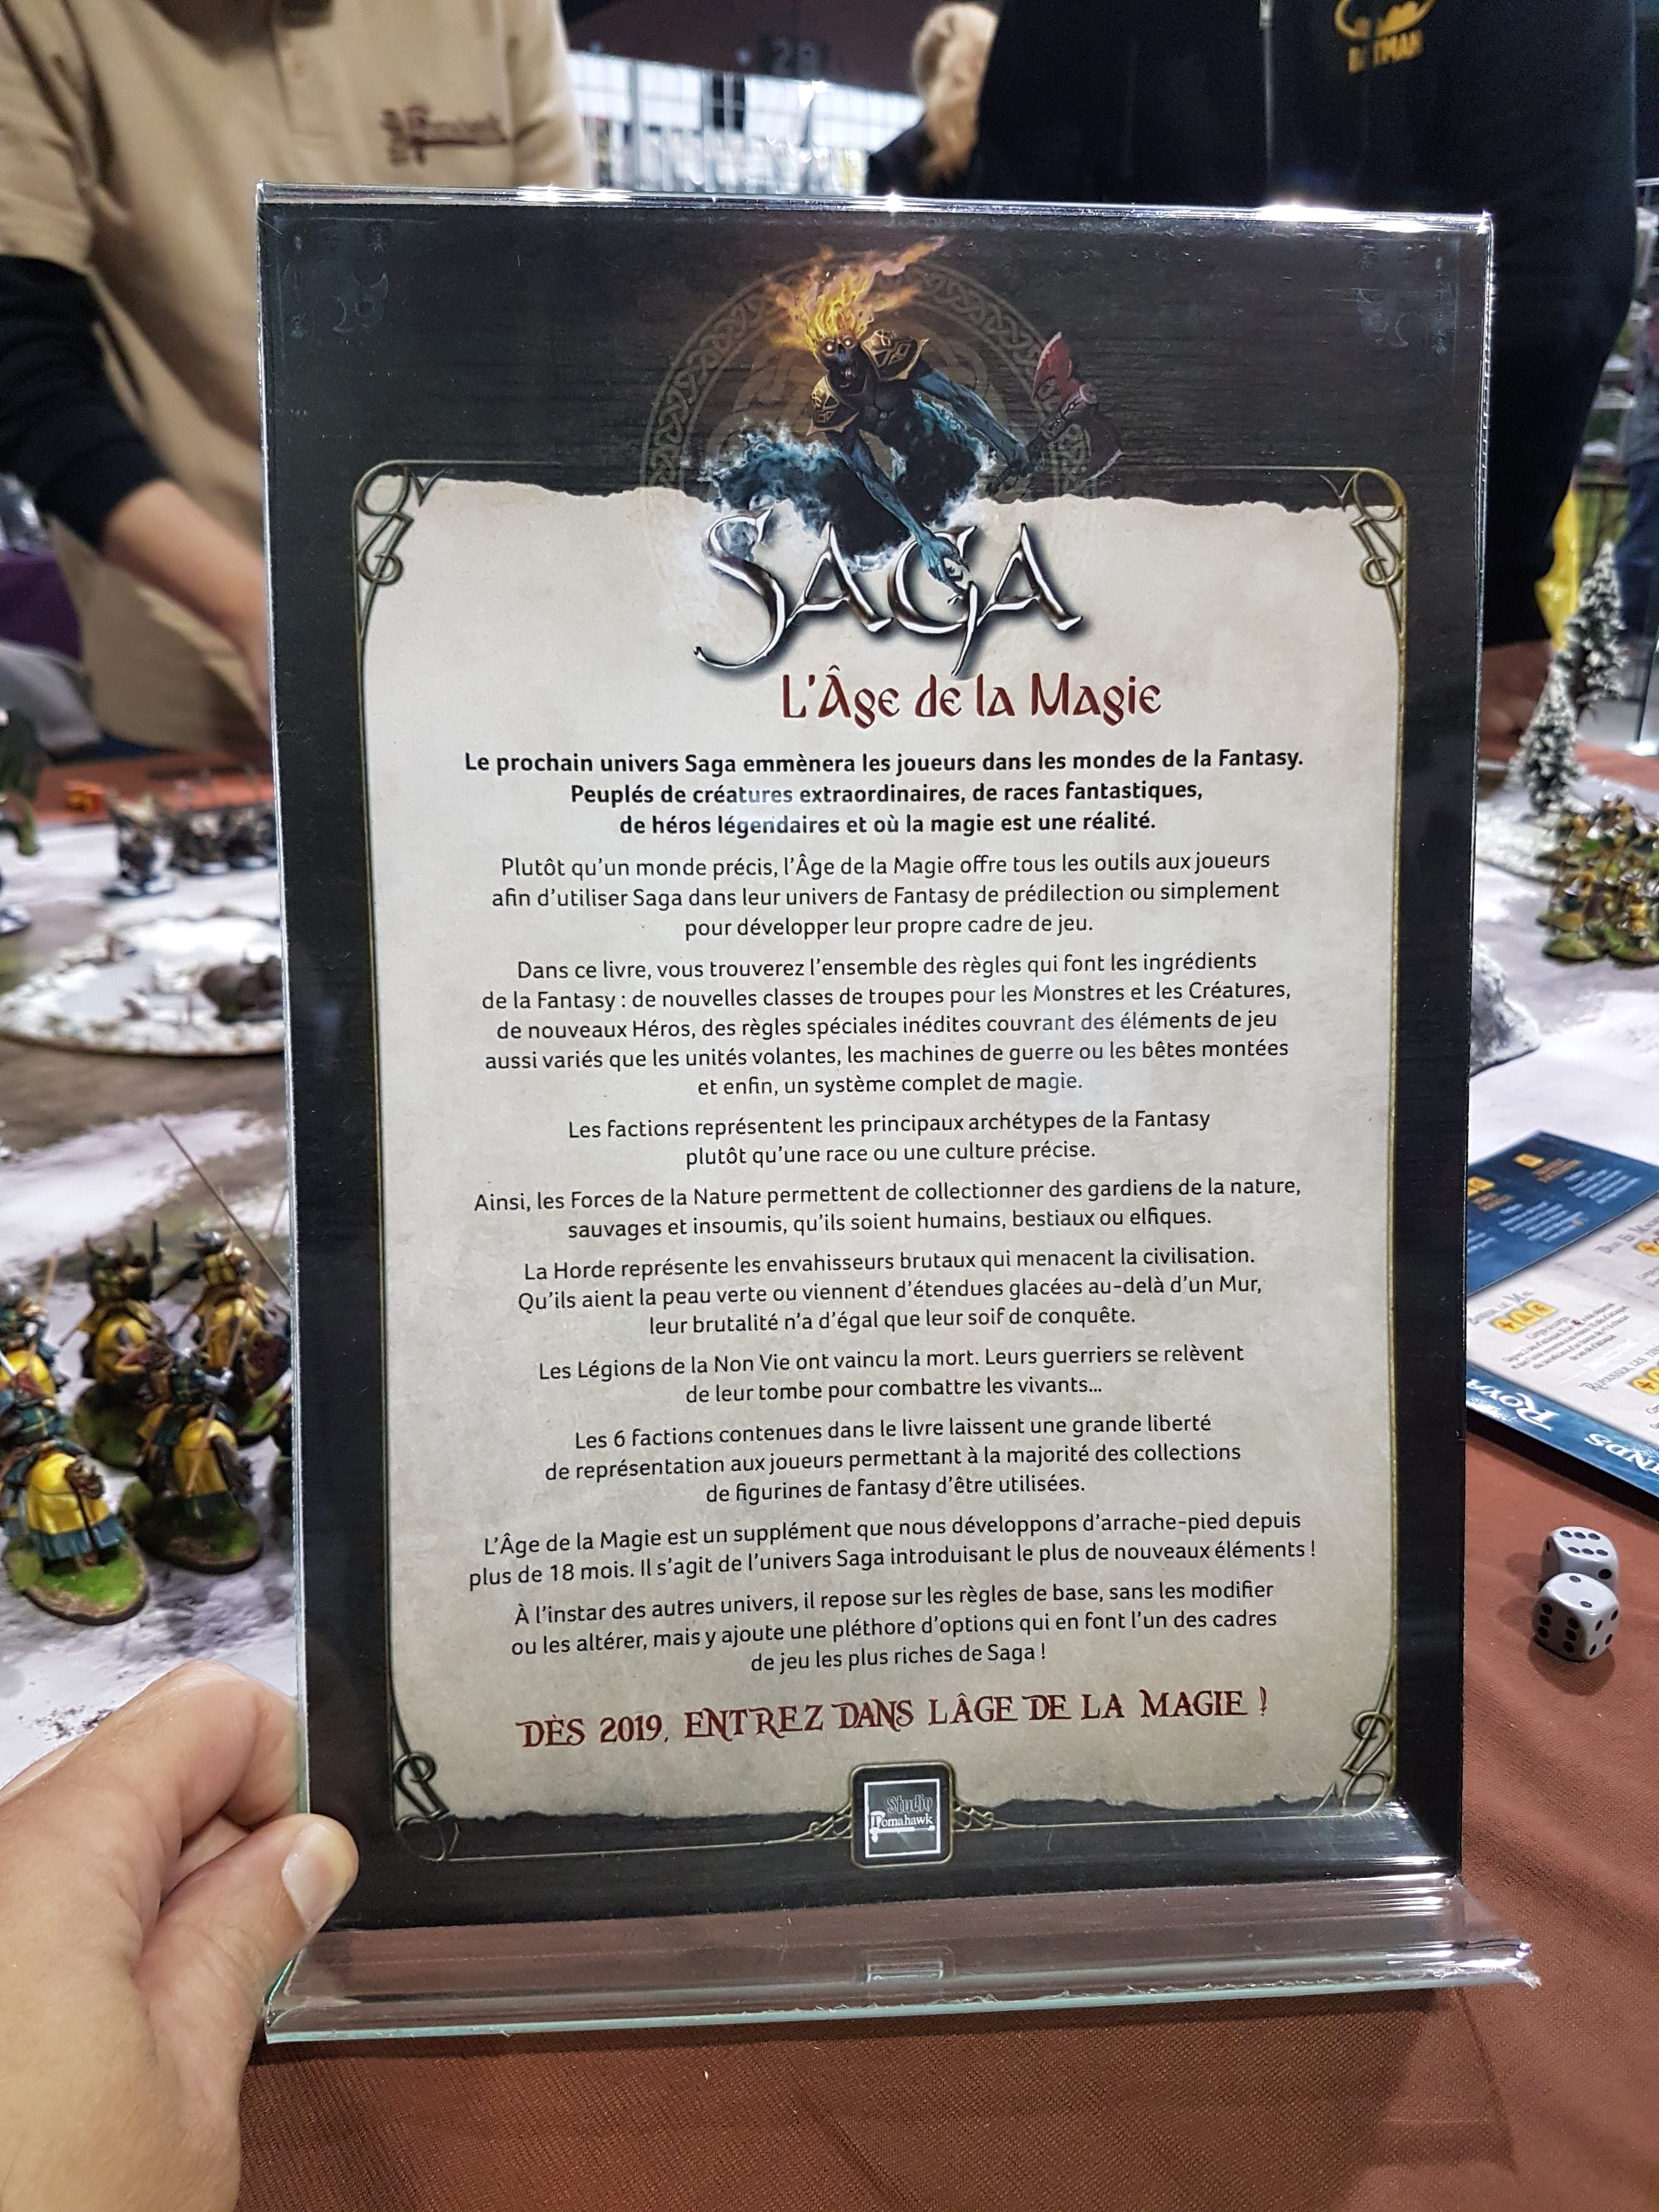 BATMAN
28
SAGA
L'Âge de la Magie
Le prochain univers Saga emmènera les joueurs dans les mondes de la Fantasy.
Peuplés de créatures extraordinaires, de races fantastiques,
de héros légendaires et où la magie est une réalité.
Plutôt qu'un monde précis, l'Âge de la Magie offre tous les outils aux joueurs
afin d'utiliser Saga dans leur univers de Fantasy de prédilection ou simplement
pour développer leur propre cadre de jeu.
Dans ce livre, vous trouverez l'ensemble des règles qui font les ingrédients
de la Fantasy : de nouvelles classes de troupes pour les Monstres et les Créatures,
de nouveaux Héros, des règles spéciales inédites couvrant des éléments de jeu
aussi variés que les unités volantes, les machines de guerre ou les bêtes montées
et enfin, un système complet de magie.
Les factions représentent les principaux archétypes de la Fantasy
plutôt qu'une race ou une culture précise.
Ainsi, les Forces de la Nature permettent de collectionner des gardiens de la nature,
sauvages et insoumis, qu'ils soient humains, bestiaux ou elfiques.
La Horde représente les envahisseurs brutaux qui menacent la civilisation.
Qu'ils aient la peau verte ou viennent d'étendues glacées au-delà d'un Mur,
leur brutalité n'a d'égal que leur soif de conquête.
Les Légions de la Non Vie ont vaincu la mort. Leurs guerriers se relèvent
de leur tombe pour combattre les vivants...
Les 6 factions contenues dans le livre laissent une grande liberté
de représentation aux joueurs permettant à la majorité des collections
de figurines de fantasy d'être utilisées.
L'Âge de la Magie est un supplément que nous développons d'arrache-pied depuis
plus de 18 mois. Il s'agit de l'univers Saga introduisant le plus de nouveaux éléments !
À l'instar des autres univers, il repose sur les règles de base, sans les modifier
ou les altérer, mais y ajoute une pléthore d'options qui en font l'un des cadres
de jeu les plus riches de Saga !
DÈS 2019, ENTREZ DANS L'ÂGE DE LA MAGIE !
Studio
Tomahawk